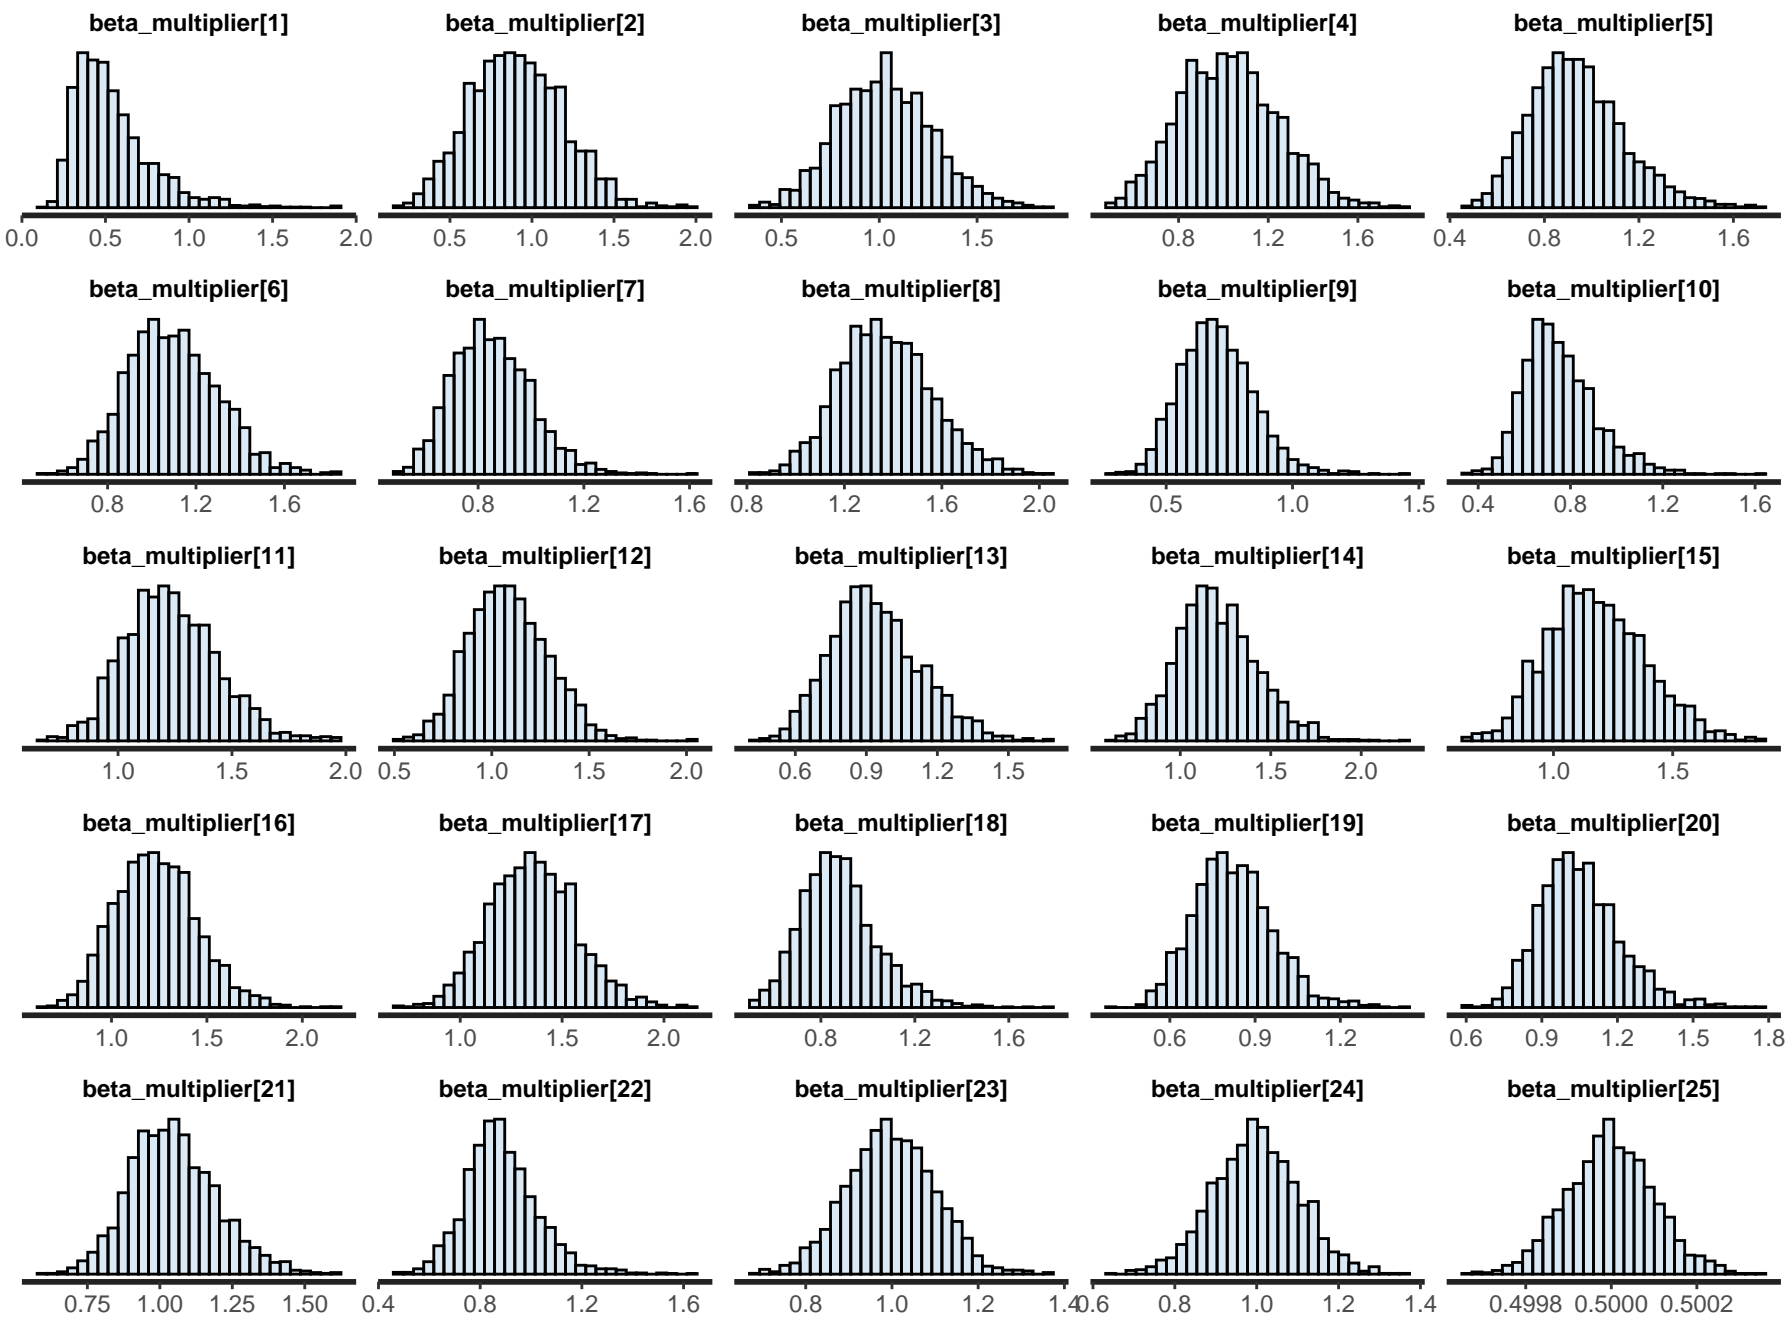 beta_multiplier[1] beta_multiplier[2] beta_multiplier[3] beta_multiplier[4] beta_multiplier[5]
0.0 0.5 1.0 1.5 2.0 0.5 1.0 1.5 2.0 0.5 1.0 1.5 0.8 1.2 1.6 0.4 0.8 1.2 1.6
beta_multiplier[6] beta_multiplier[7] beta_multiplier[8] beta_multiplier[9] beta_multiplier[10]
0.8 1.2 1.6 0.8 1.2 1.6 0.8 1.2 1.6 2.0 0.5 1.0 1.5 0.4 0.8 1.2 1.6
beta_multiplier[11] beta_multiplier[12] beta_multiplier[13] beta_multiplier[14] beta_multiplier[15]
1.0 1.5 2.0 0.5 1.0 1.5 2.0 0.6 0.9 1.2 1.5 1.0 1.5 2.0 1.0 1.5
beta_multiplier[16] beta_multiplier[17] beta_multiplier[18] beta_multiplier[19] beta_multiplier[20]
1.0 1.5 2.0 1.0 1.5 2.0 0.8 1.2 1.6 0.6 0.9 1.2 0.6 0.9 1.2 1.5 1.8
beta_multiplier[21] beta_multiplier[22] beta_multiplier[23] beta_multiplier[24] beta_multiplier[25]
0.75 1.00 1.25 1.50 0.4 0.8 1.2 1.6 0.8 1.0 1.2 1.4 0.6 0.8 1.0 1.2 1.4 0.4998 0.5000 0.5002